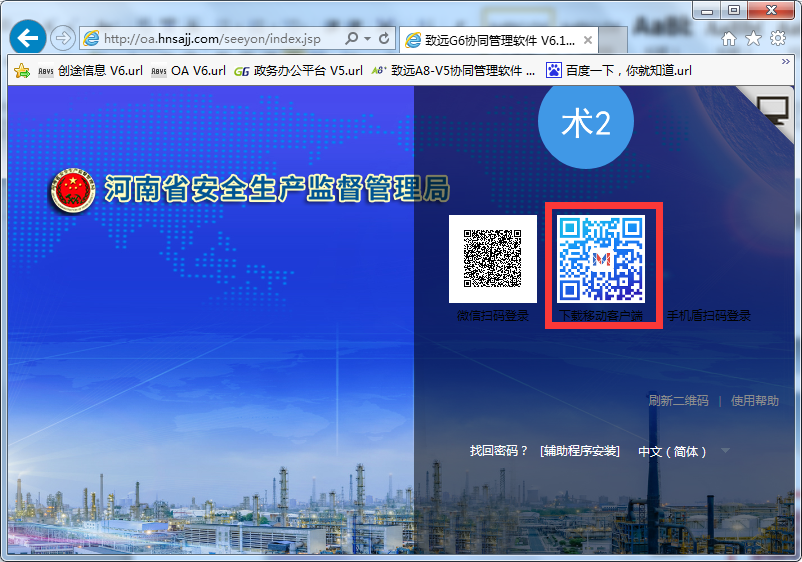 http://oa.hnsajj.com/seeyon/index.jsp
致远G6协同管理软件 V6.1...
创途信息 V6.url
OA V6.url
政务办公平台 V5.url
致远A8-V5协同管理软件 ...
百度一下，你就知道.url
术2
河南省安全生产监督管理局
微信扫码登录
下载移动客户端
手机盾扫码登录
刷新二维码 | 使用帮助
找回密码？ [辅助程序安装] 中文（简体）